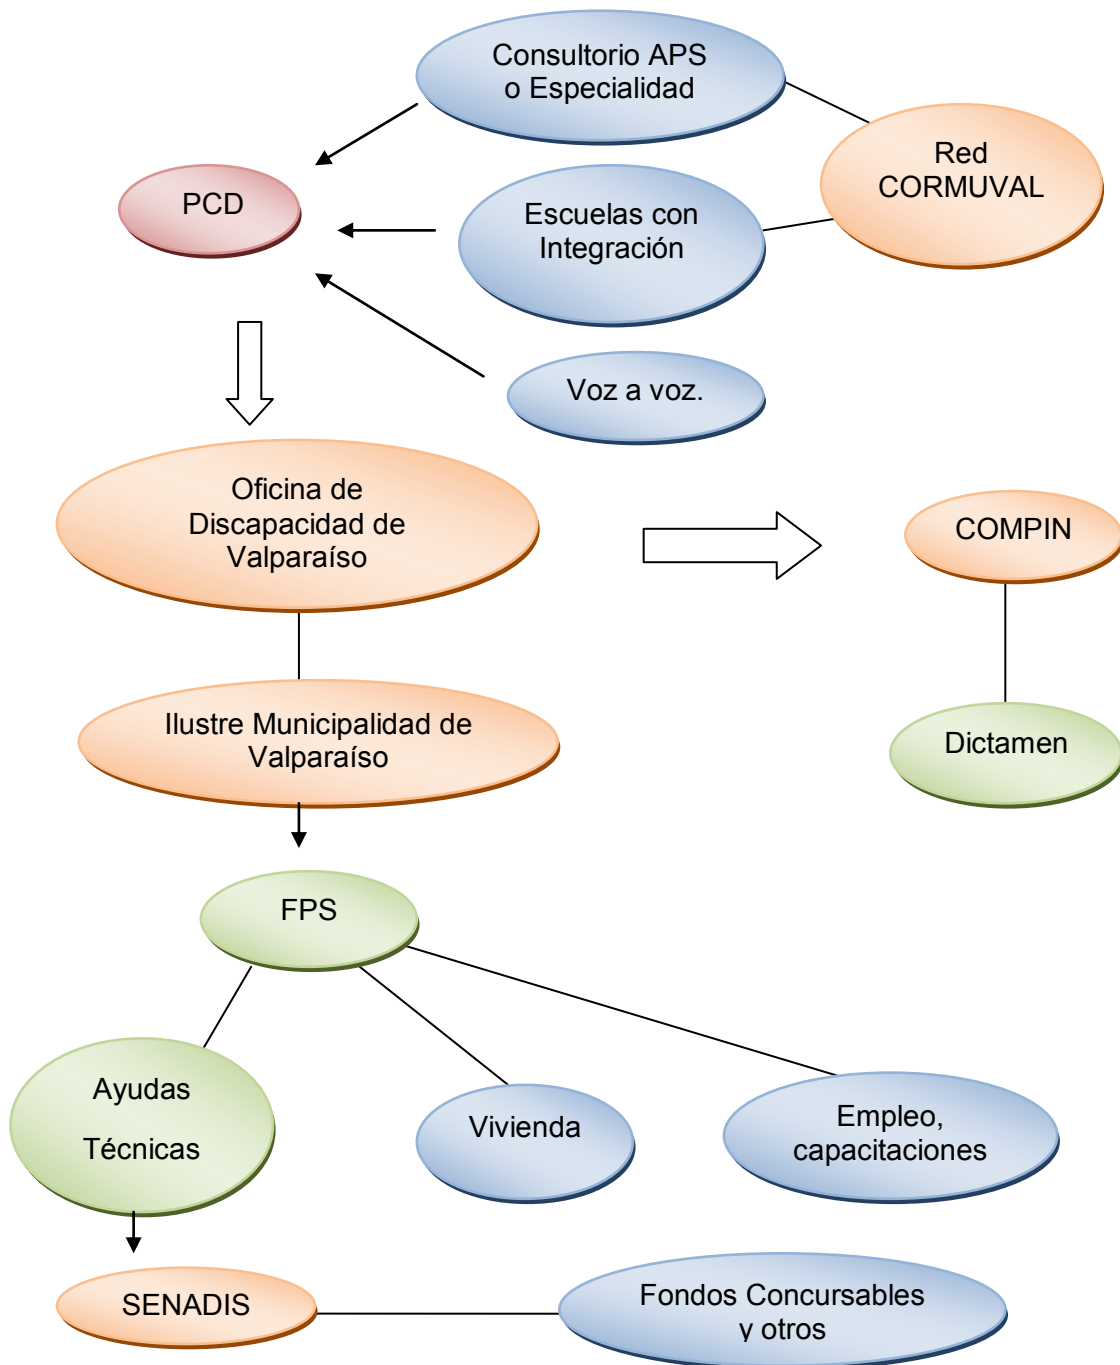 Consultorio APS
o Especialidad
Red
CORMUVAL
PCD
Escuelas con
Integración
Voz a voz.
Oficina de
Discapacidad de
Valparaíso
COMPIN
Ilustre Municipalidad de
Valparaíso
Dictamen
FPS
Ayudas
Técnicas
Vivienda
Empleo,
capacitaciones
SENADIS
Fondos Concursables
y otros